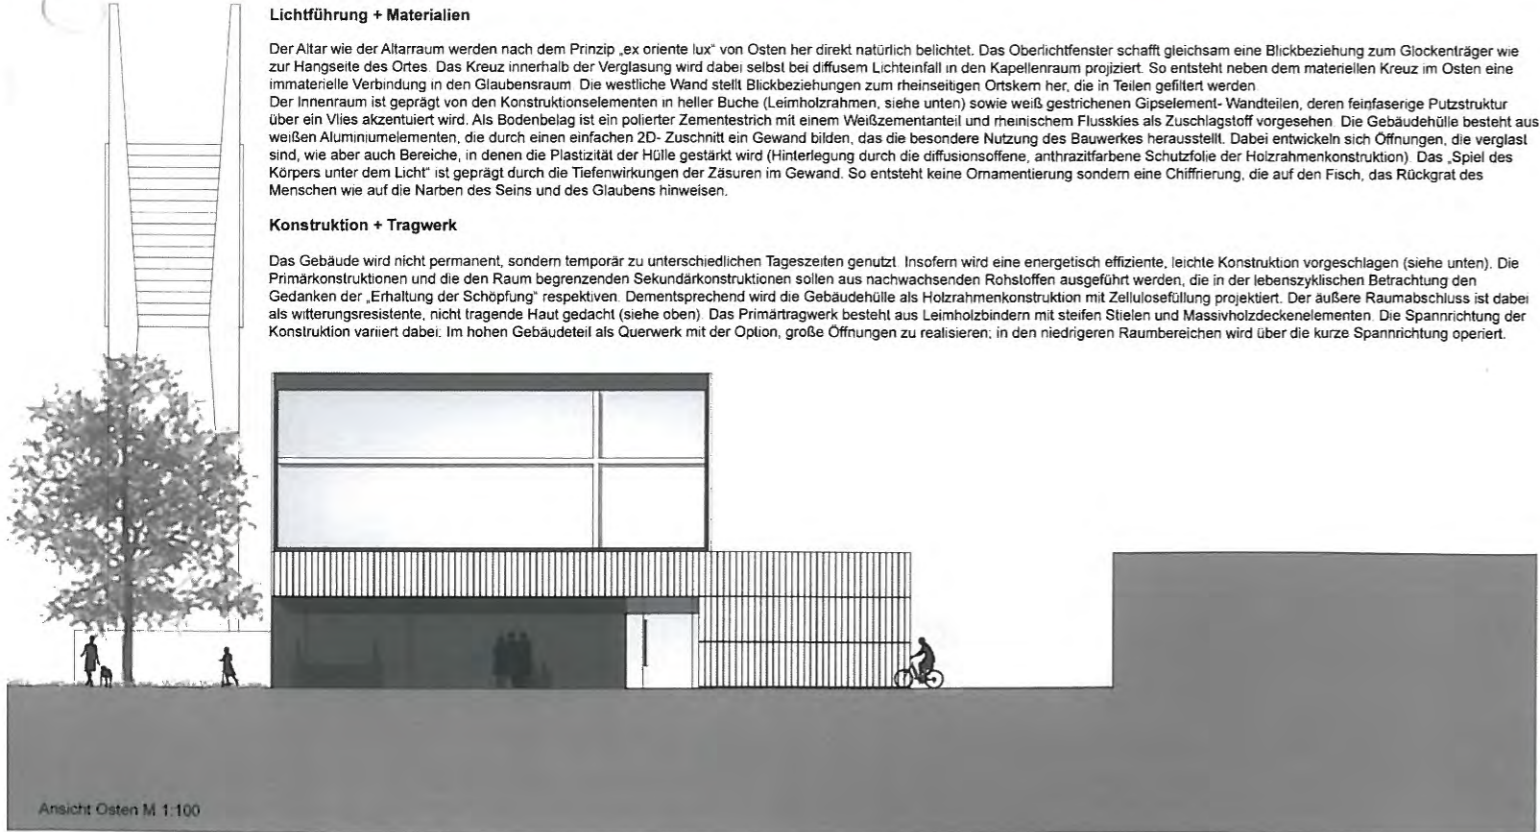 Lichtführung + Materialien
Der Altar wie der Altarraum werden nach dem Prinzip „ex oriente lux“ von Osten her direkt natürlich belichtet. Das Oberlichtfenster schafft gleichsam eine Blickbeziehung zum Glockenträger wie
zur Hangseite des Ortes. Das Kreuz innerhalb der Verglasung wird dabei selbst bei diffusem Lichteinfall in den Kapellenraum projiziert. So entsteht neben dem materiellen Kreuz im Osten eine
immaterielle Verbindung in den Glaubensraum. Die westliche Wand stellt Blickbeziehungen zum rheinseitigen Ortskern her, die in Teilen gefiltert werden.
Der Innenraum ist geprägt von den Konstruktionselementen in heller Buche (Leimholzrahmen, siehe unten) sowie weiß gestrichenen Gipselement- Wandteilen, deren feinfaserige Putzstruktur
über ein Vlies akzentuiert wird. Als Bodenbelag ist ein polierter Zementestrich mit einem Weißzementanteil und rheinischem Flusskies als Zuschlagstoff vorgesehen. Die Gebäudehülle besteht aus
weißen Aluminiumelementen, die durch einen einfachen 2D- Zuschnitt ein Gewand bilden, das die besondere Nutzung des Bauwerkes herausstellt. Dabei entwickeln sich Öffnungen, die verglast
sind, wie aber auch Bereiche, in denen die Plastizität der Hülle gestärkt wird (Hinterlegung durch die diffusionsoffene, anthrazitfarbene Schutzfolie der Holzrahmenkonstruktion). Das „Spiel des
Körpers unter dem Licht“ ist geprägt durch die Tiefenwirkungen der Zäsuren im Gewand. So entsteht keine Ornamentierung sondern eine Chiffrierung, die auf den Fisch, das Rückgrat des
Menschen wie auf die Narben des Seins und des Glaubens hinweisen.
Konstruktion + Tragwerk
Das Gebäude wird nicht permanent, sondern temporär zu unterschiedlichen Tageszeiten genutzt. Insofern wird eine energetisch effiziente, leichte Konstruktion vorgeschlagen (siehe unten). Die
Primärkonstruktionen und die den Raum begrenzenden Sekundärkonstruktionen sollen aus nachwachsenden Rohstoffen ausgeführt werden, die in der lebenszyklischen Betrachtung den
Gedanken der „Erhaltung der Schöpfung“ respektiven. Dementsprechend wird die Gebäudehülle als Holzrahmenkonstruktion mit Zellulosefüllung projektiert. Der äußere Raumabschluss ist dabei
als witterungsresistente, nicht tragende Haut gedacht (siehe oben). Das Primärtragwerk besteht aus Leimholzbindern mit steifen Stielen und Massivholzdeckenelementen. Die Spannrichtung der
Konstruktion variiert dabei: Im hohen Gebäudeteil als Querwerk mit der Option, große Öffnungen zu realisieren; in den niedrigeren Raumbereichen wird über die kurze Spannrichtung operiert.
Ansicht Osten M 1:100